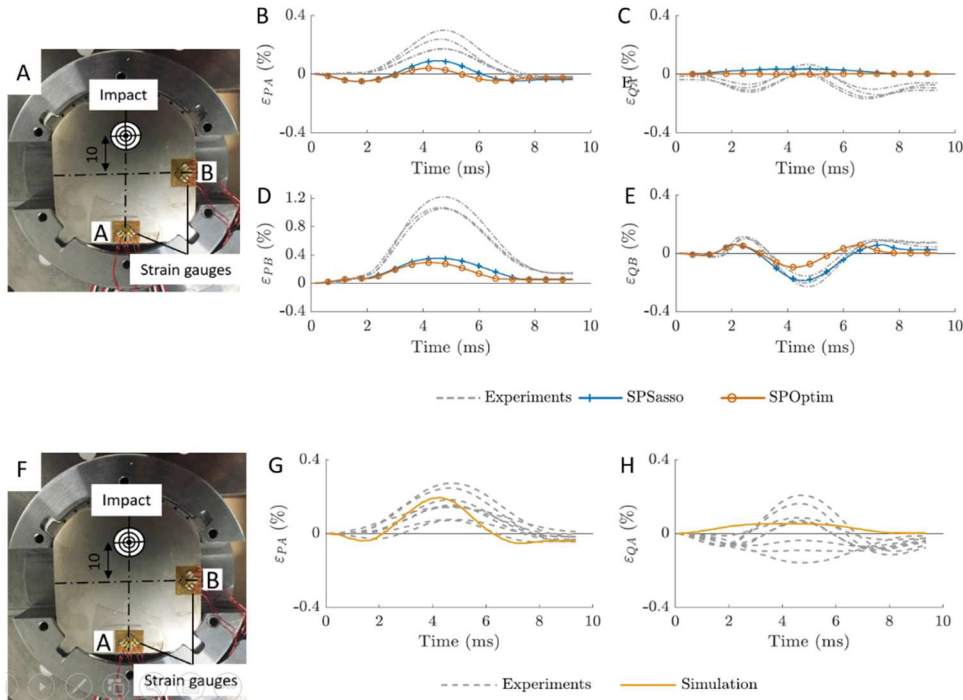 A
Impact
10
B
A
Strain gauges
B
0.4
0
-0.4
ε_PA (%)
0 2 4 6 8 10
Time (ms)
C
0.4
0
E
-0.4
ε_QA (%)
0 2 4 6 8 10
Time (ms)
D
1.2
0.8
0.4
0
-0.4
ε_PB (%)
0 2 4 6 8 10
Time (ms)
E
0.4
0
-0.4
ε_QB (%)
0 2 4 6 8 10
Time (ms)
Experiments SPSasso SPOptim
F
Impact
10
B
A
Strain gauges
G
0.4
0
-0.4
ε_PA (%)
0 2 4 6 8 10
Time (ms)
H
0.4
0
-0.4
ε_QA (%)
0 2 4 6 8 10
Time (ms)
Experiments Simulation